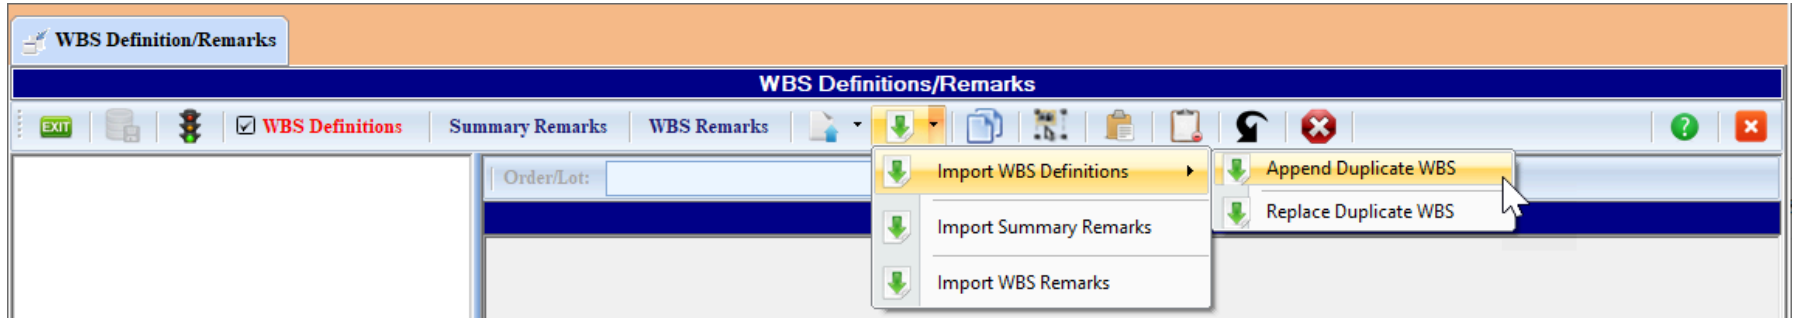 WBS Definition/Remarks
WBS Definitions/Remarks
EXIT WBS Definitions Summary Remarks WBS Remarks ?
Order/Lot:
Import WBS Definitions
Import Summary Remarks
Import WBS Remarks
Append Duplicate WBS
Replace Duplicate WBS